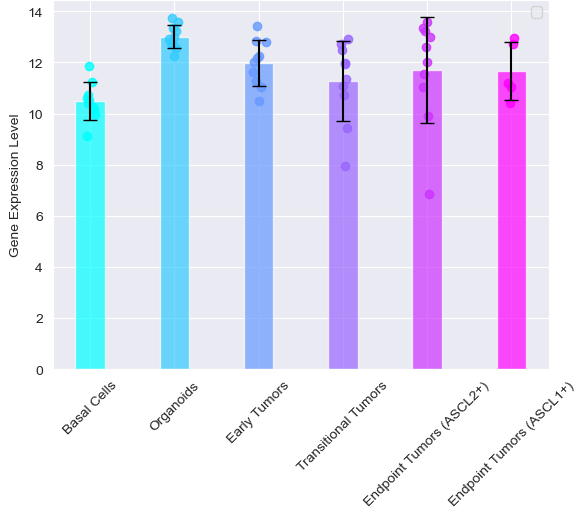 14
12
10
8
6
4
2
0
Gene Expression Level
Basal Cells
Organoids
Early Tumors
Transitional Tumors
Endpoint Tumors (ASCL2+)
Endpoint Tumors (ASCL1+)